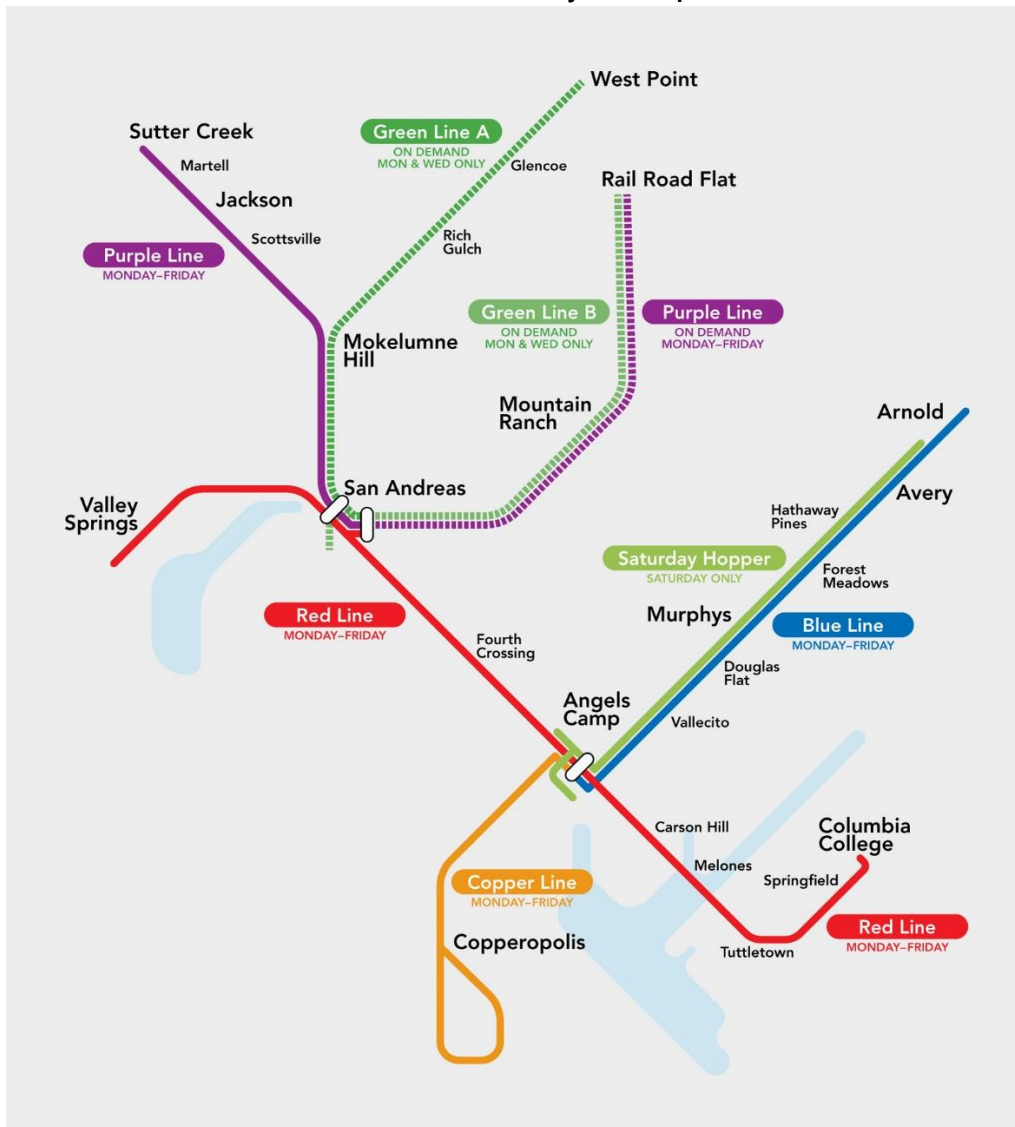 West Point
Sutter Creek
Green Line A
ON DEMAND
MON & WED ONLY
Martell
Glencoe
Rail Road Flat
Jackson
Scottsville
Rich
Gulch
Purple Line
MONDAY–FRIDAY
Green Line B
ON DEMAND
MON & WED ONLY
Purple Line
ON DEMAND
MONDAY–FRIDAY
Mokelumne
Hill
Mountain
Ranch
Arnold
San Andreas
Valley
Springs
Avery
Hathaway
Pines
Saturday Hopper
SATURDAY ONLY
Forest
Meadows
Red Line
MONDAY–FRIDAY
Murphys
Blue Line
MONDAY–FRIDAY
Fourth
Crossing
Douglas
Flat
Angels
Camp
Vallecito
Carson Hill
Columbia
College
Melones
Springfield
Copper Line
MONDAY–FRIDAY
Red Line
MONDAY–FRIDAY
Copperopolis
Tuttletown